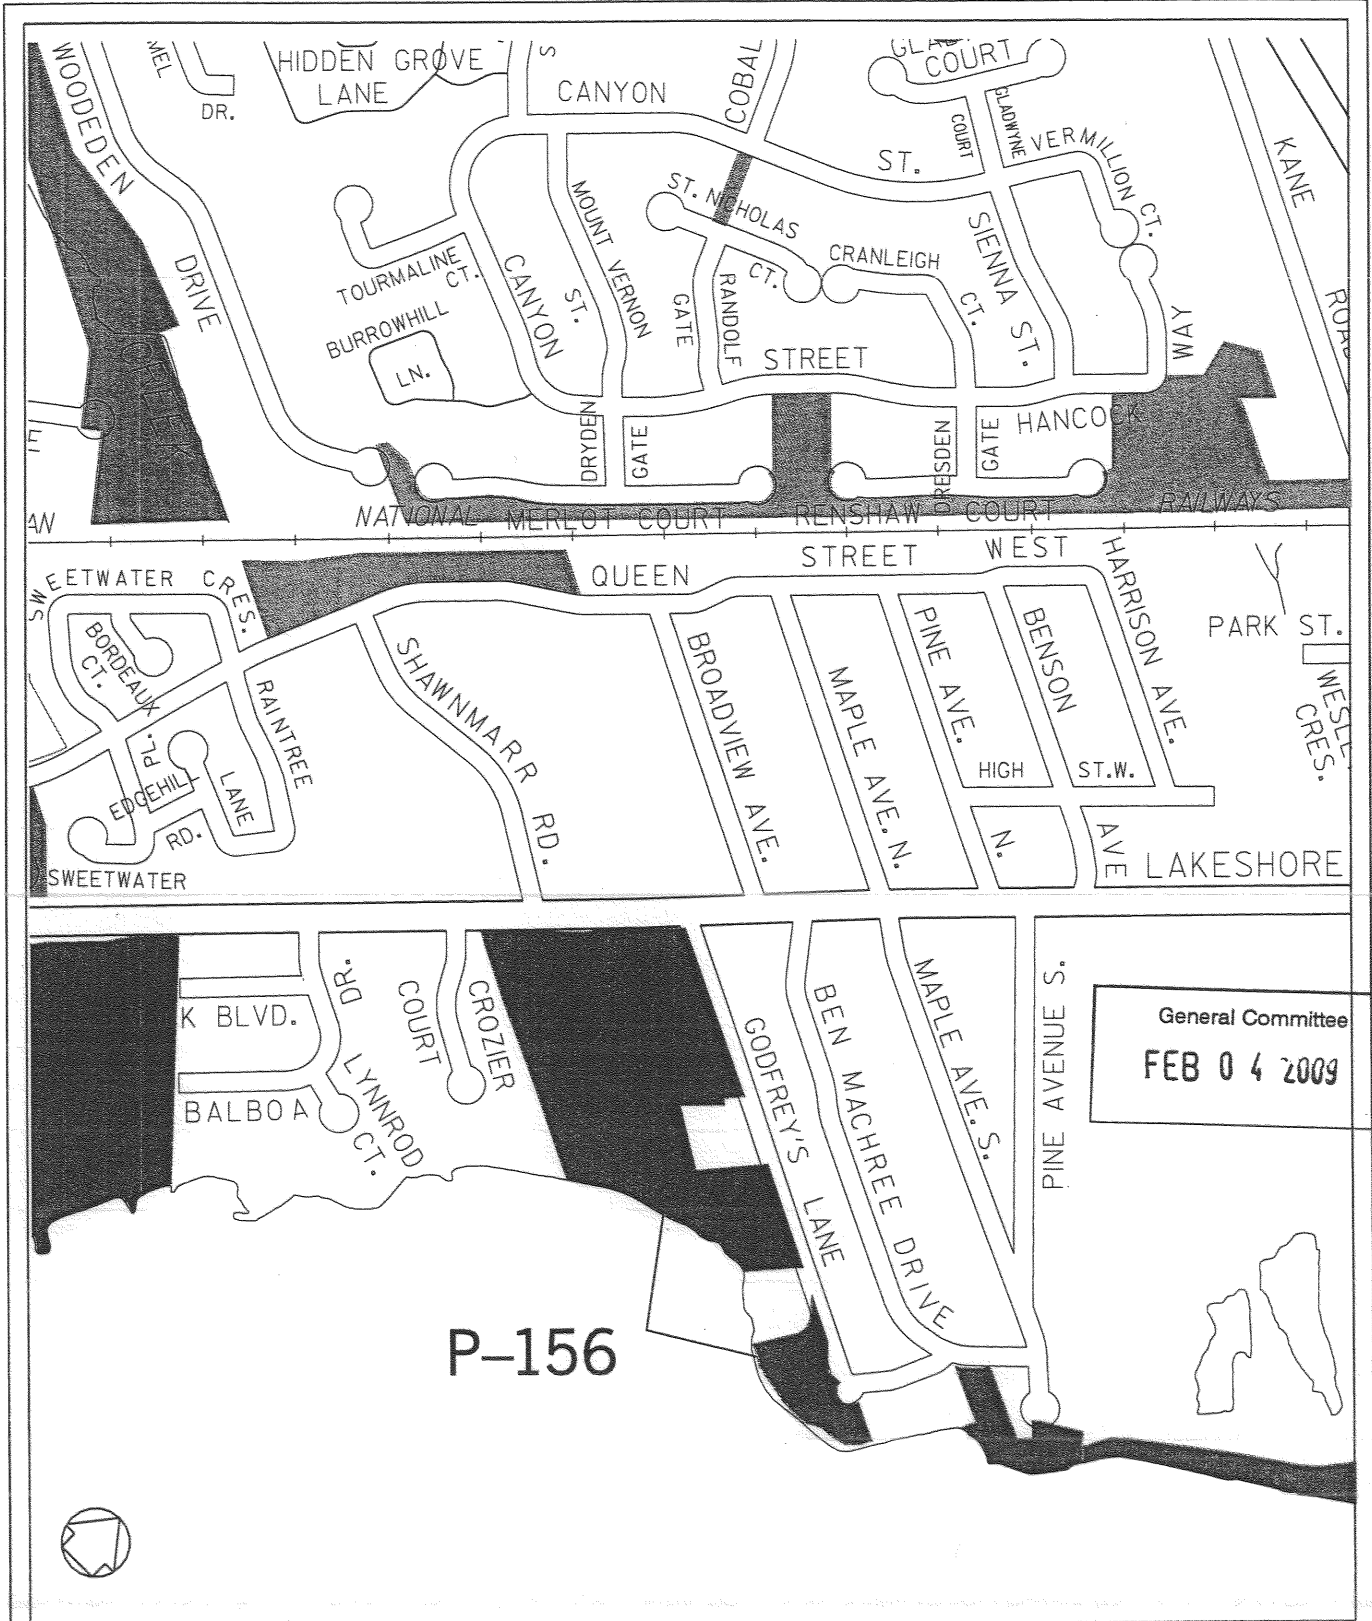 WOODEDEN
DRIVE
MEL
DR.
HIDDEN GROVE
LANE
S
CANYON
ST.
COBAL
COURT
COURT
GLADWYNE
VERMILLION CT.
KANE
ROAD
ST. NICHOLAS
CT.
MOUNT VERNON
ST.
TOURMALINE
CT.
CANYON
BURROWHILL
LN.
GATE
RANDOLF
CRANLEIGH
CT.
SIENNA ST.
WAY
STREET
HANCOCK
DRYDEN
GATE
DRESDEN
GATE
E
AN
NATIONAL
MERLOT COURT
RENSHAW COURT
RAILWAYS
SWEETWATER CRES.
QUEEN STREET WEST
HARRISON AVE.
PARK ST.
BORDEAUX
CT.
RAINTREE
LANE
PL.
EDGEHILL
RD.
SWEETWATER
SHAWNMARR RD.
BROADVIEW AVE.
MAPLE AVE. N.
PINE AVE.
N.
BENSON
AVE
HIGH ST.W.
CRES.
LAKESHORE
K BLVD.
DR.
LYNNROD
CT.
BALBOA
COURT
CROZIER
GODFREY'S LANE
BEN MACHREE DRIVE
MAPLE AVE. S.
PINE AVENUE S.
General Committee
FEB 04 2009
P-156